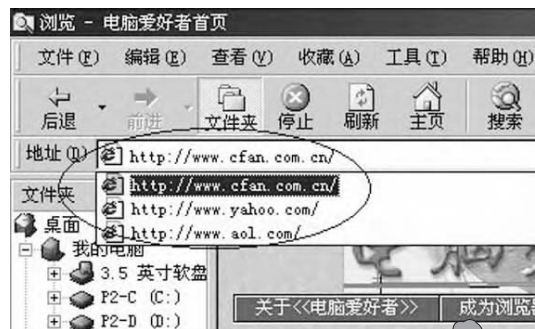 浏览 - 电脑爱好者首页
文件(F) 编辑(E) 查看(V) 收藏(A) 工具(T) 帮助(H)
后退 前进 文件夹 停止 刷新 主页 搜索
地址(D) http://www.cfan.com.cn/
http://www.cfan.com.cn/
文件夹
http://www.yahoo.com/
桌面
http://www.aol.com/
我的电脑
3.5 英寸软盘
P2-C (C:)
关于<<电脑爱好者>> 成为浏览器
P2-D (D:)